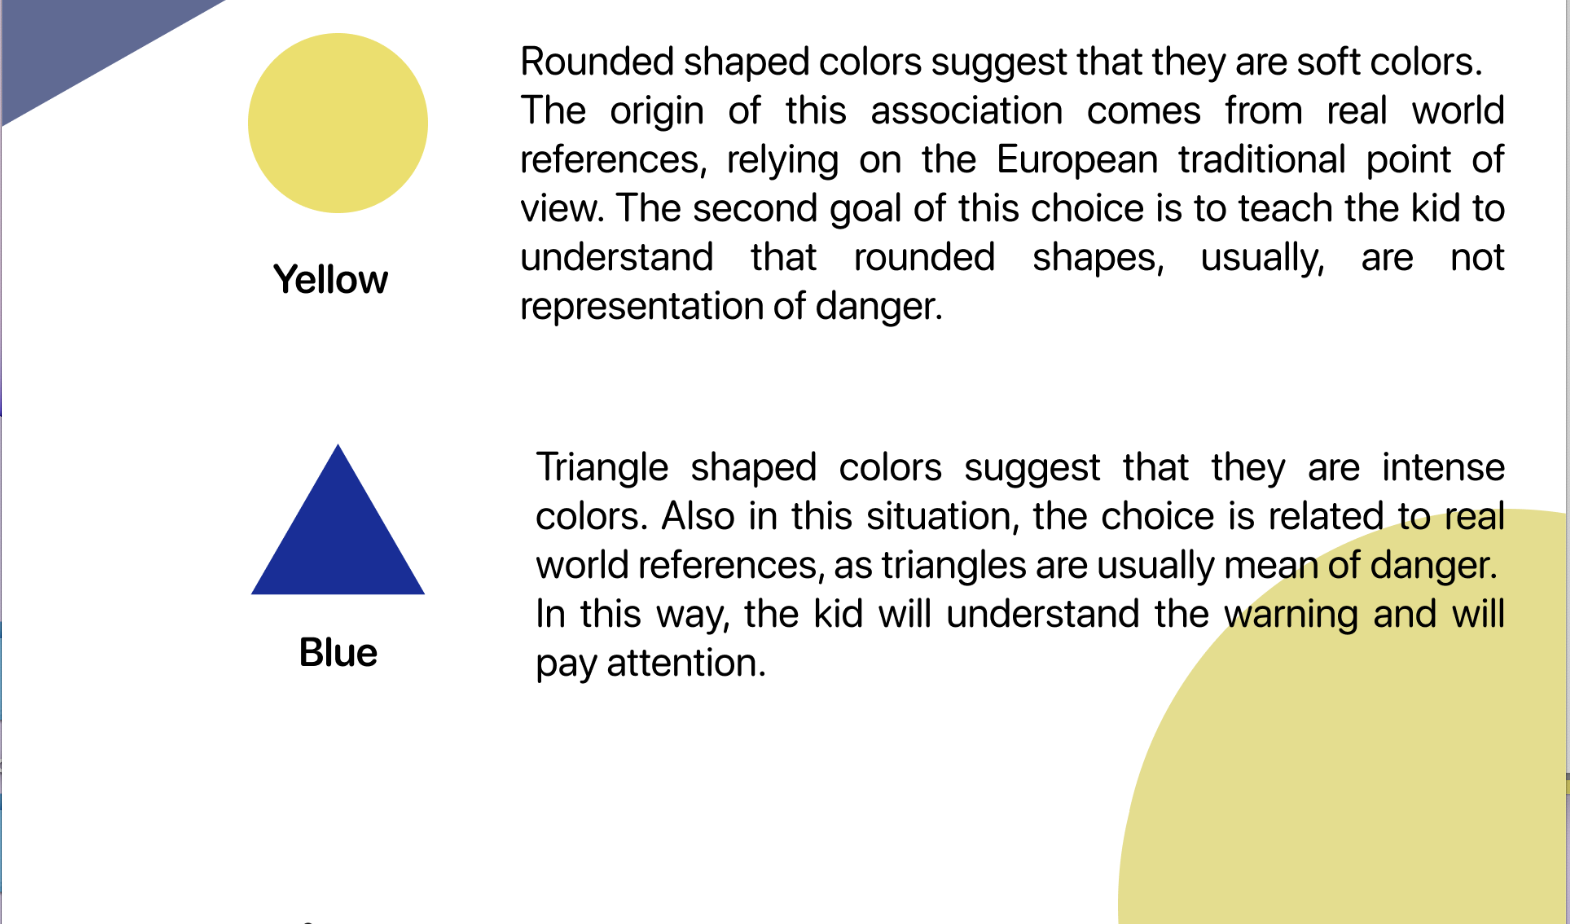 Rounded shaped colors suggest that they are soft colors.
The origin of this association comes from real world
references, relying on the European traditional point of
view. The second goal of this choice is to teach the kid to
understand that rounded shapes, usually, are not
representation of danger.
Yellow
Triangle shaped colors suggest that they are intense
colors. Also in this situation, the choice is related to real
world references, as triangles are usually mean of danger.
In this way, the kid will understand the warning and will
pay attention.
Blue